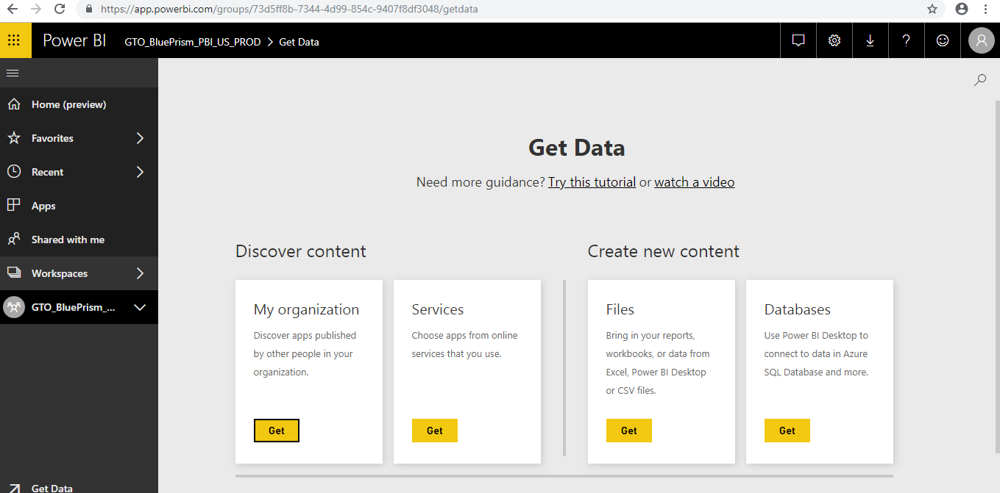 https://app.powerbi.com/groups/73d5ff8b-7344-4d99-854c-9407f8df3048/getdata
Power BI GTO_BluePrism_PBI_US_PROD > Get Data
Home (preview)
Favorites
Recent
Apps
Shared with me
Workspaces
GTO_BluePrism_...
Get Data
Get Data
Need more guidance? Try this tutorial or watch a video
Discover content
My organization
Discover apps published
by other people in your
organization.
Get
Services
Choose apps from online
services that you use.
Get
Create new content
Files
Bring in your reports,
workbooks, or data from
Excel, Power BI Desktop
or CSV files.
Get
Databases
Use Power BI Desktop to
connect to data in Azure
SQL Database and more.
Get